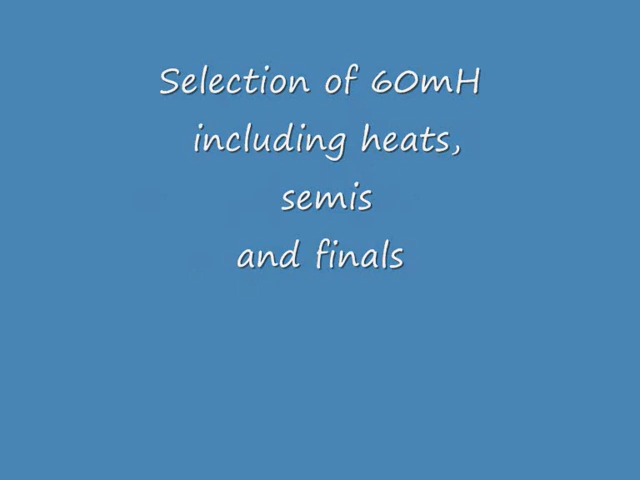 Selection of 60mH
including heats,
semis
and finals